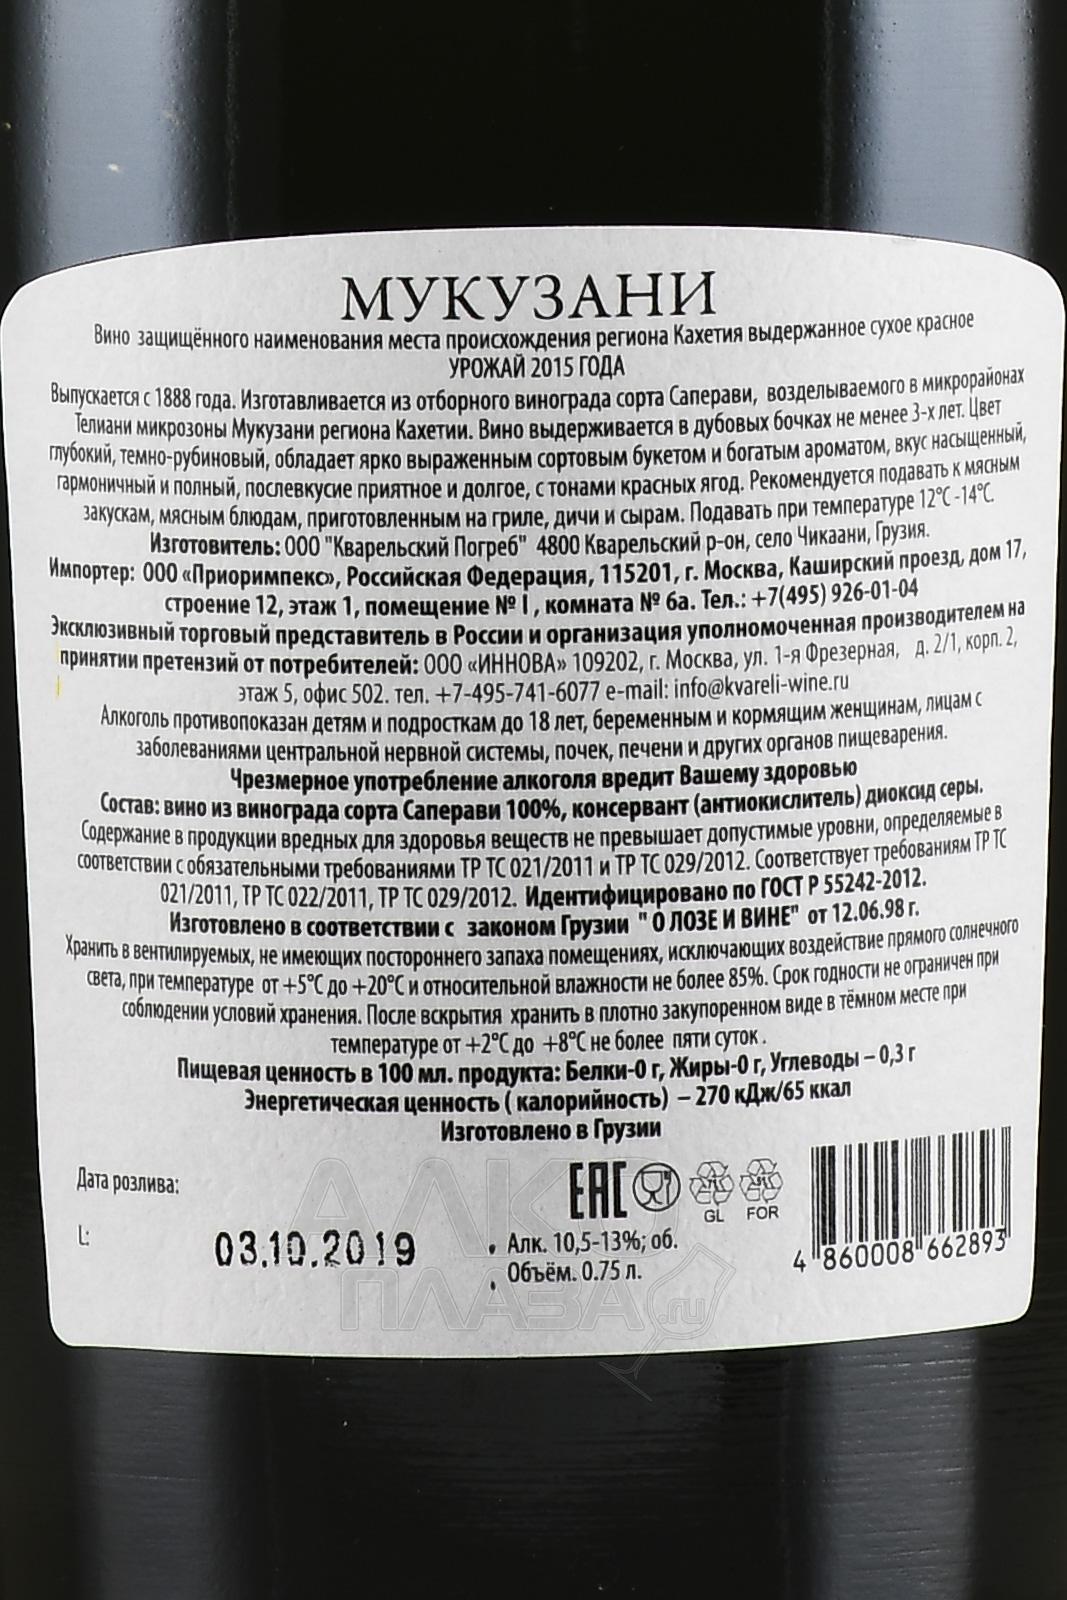 МУКУЗАНИ
Вино защищённого наименования места происхождения региона Кахетия выдержанное сухое красное
УРОЖАЙ 2015 ГОДА
Выпускается с 1888 года. Изготавливается из отборного винограда сорта Саперави, возделываемого в микрорайонах
Телиани микрозоны Мукузани региона Кахетии. Вино выдерживается в дубовых бочках не менее 3-х лет. Цвет
глубокий, темно-рубиновый, обладает ярко выраженным сортовым букетом и богатым ароматом, вкус насыщенный,
гармоничный и полный, послевкусие приятное и долгое, с тонами красных ягод. Рекомендуется подавать к мясным
закускам, мясным блюдам, приготовленным на гриле, дичи и сырам. Подавать при температуре 12°C -14°C.
Изготовитель: ООО "Кварельский Погреб" 4800 Кварельский р-он, село Чикаани, Грузия.
Импортер: ООО «Приоримпекс», Российская Федерация, 115201, г. Москва, Каширский проезд, дом 17,
строение 12, этаж 1, помещение № I , комната № 6а. Тел.: +7(495) 926-01-04
Эксклюзивный торговый представитель в России и организация уполномоченная производителем на
принятии претензий от потребителей: ООО «ИННОВА» 109202, г. Москва, ул. 1-я Фрезерная, д. 2/1, корп. 2,
этаж 5, офис 502. тел. +7-495-741-6077 e-mail: info@kvareli-wine.ru
Алкоголь противопоказан детям и подросткам до 18 лет, беременным и кормящим женщинам, лицам с
заболеваниями центральной нервной системы, почек, печени и других органов пищеварения.
Чрезмерное употребление алкоголя вредит Вашему здоровью
Состав: вино из винограда сорта Саперави 100%, консервант (антиокислитель) диоксид серы.
Содержание в продукции вредных для здоровья веществ не превышает допустимые уровни, определяемые в
соответствии с обязательными требованиями ТР ТС 021/2011 и ТР ТС 029/2012. Соответствует требованиям ТР ТС
021/2011, ТР ТС 022/2011, ТР ТС 029/2012. Идентифицировано по ГОСТ Р 55242-2012.
Изготовлено в соответствии с законом Грузии " О ЛОЗЕ И ВИНЕ" от 12.06.98 г.
Хранить в вентилируемых, не имеющих постороннего запаха помещениях, исключающих воздействие прямого солнечного
света, при температуре от +5°C до +20°C и относительной влажности не более 85%. Срок годности не ограничен при
соблюдении условий хранения. После вскрытия хранить в плотно закупоренном виде в тёмном месте при
температуре от +2°C до +8°C не более пяти суток .
Пищевая ценность в 100 мл. продукта: Белки-0 г, Жиры-0 г, Углеводы – 0,3 г
Энергетическая ценность ( калорийность) – 270 кДж/65 ккал
Изготовлено в Грузии
Дата розлива:
L:
03.10.2019
EAC
GL
FOR
Алк. 10,5-13%; об.
Объём. 0.75 л.
4 860008 662893
АЛКО
ПЛАЗА
.ru